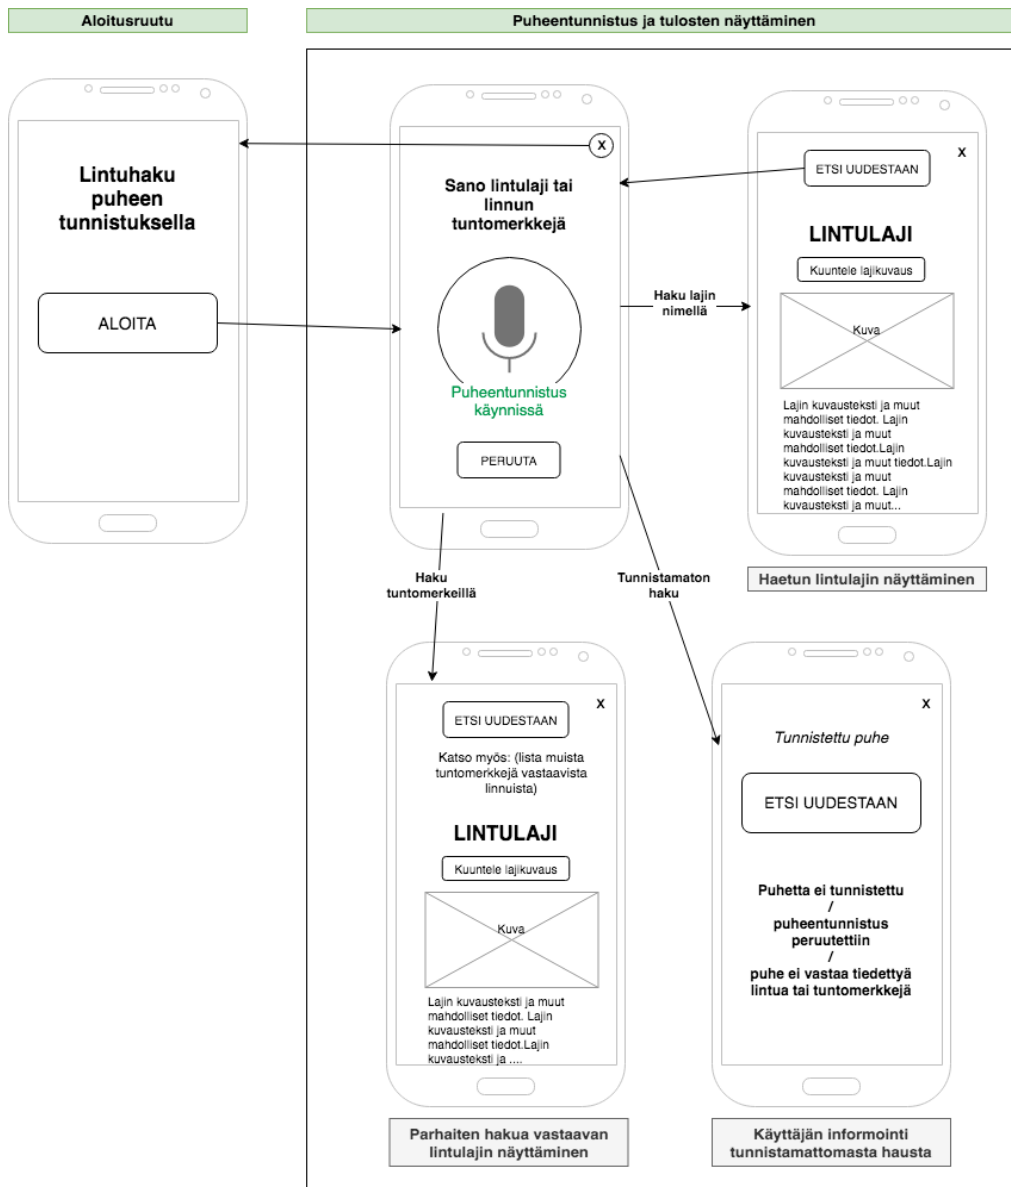 Aloitusruutu
Puheentunnistus ja tulosten näyttäminen
Lintuhaku
puheen
tunnistuksella
ALOITA
X
Sano lintulaji tai
linnun
tuntomerkkejä
Puheentunnistus
käynnissä
PERUUTA
Haku lajin
nimellä
ETSI UUDESTAAN
X
LINTULAJI
Kuuntele lajikuvaus
Kuva
Lajin kuvausteksti ja muut
mahdolliset tiedot. Lajin
kuvausteksti ja muut
mahdolliset tiedot.Lajin
kuvausteksti ja muut tiedot.Lajin
kuvausteksti ja muut
mahdolliset tiedot. Lajin
kuvausteksti ja muut...
Haetun lintulajin näyttäminen
Haku
tuntomerkeillä
Tunnistamaton
haku
ETSI UUDESTAAN
X
Katso myös: (lista muista
tuntomerkkejä vastaavista
linnuista)
LINTULAJI
Kuuntele lajikuvaus
Kuva
Lajin kuvausteksti ja muut
mahdolliset tiedot. Lajin
kuvausteksti ja muut
mahdolliset tiedot.Lajin
kuvausteksti ja ....
Parhaiten hakua vastaavan
lintulajin näyttäminen
X
Tunnistettu puhe
ETSI UUDESTAAN
Puhetta ei tunnistettu
/
puheentunnistus
peruutettiin
/
puhe ei vastaa tiedettyä
lintua tai tuntomerkkejä
Käyttäjän informointi
tunnistamattomasta hausta